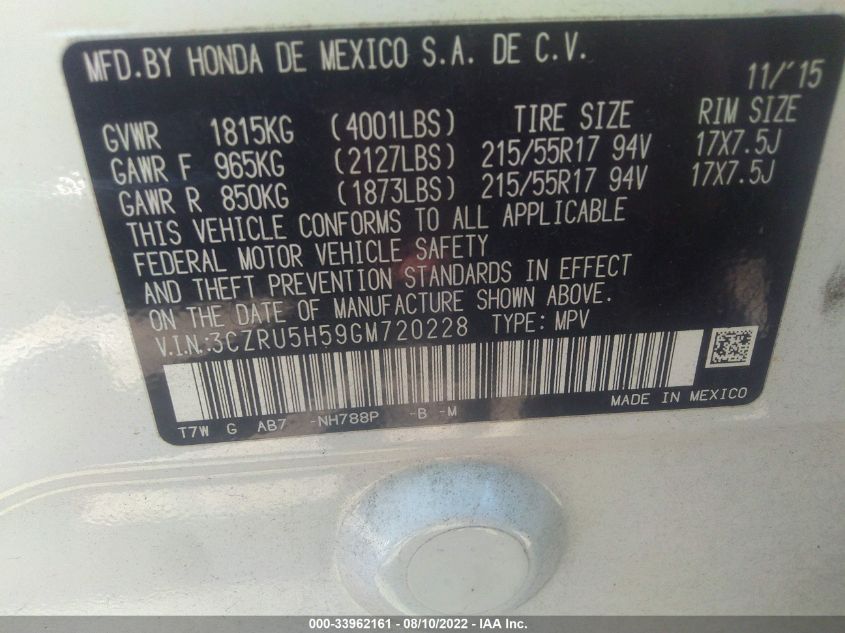 MFD.BY HONDA DE MEXICO S.A. DE C.V.
11/'15
GVWR 1815KG (4001LBS) TIRE SIZE RIM SIZE
GAWR F 965KG (2127LBS) 215/55R17 94V 17X7.5J
GAWR R 850KG (1873LBS) 215/55R17 94V 17X7.5J
THIS VEHICLE CONFORMS TO ALL APPLICABLE
FEDERAL MOTOR VEHICLE SAFETY
AND THEFT PREVENTION STANDARDS IN EFFECT
ON THE DATE OF MANUFACTURE SHOWN ABOVE.
V.I.N.:3CZRU5H59GM720228 TYPE: MPV
MADE IN MEXICO
T7W G AB7 -NH788P -B -M
000-33962161 - 08/10/2022 - IAA Inc.